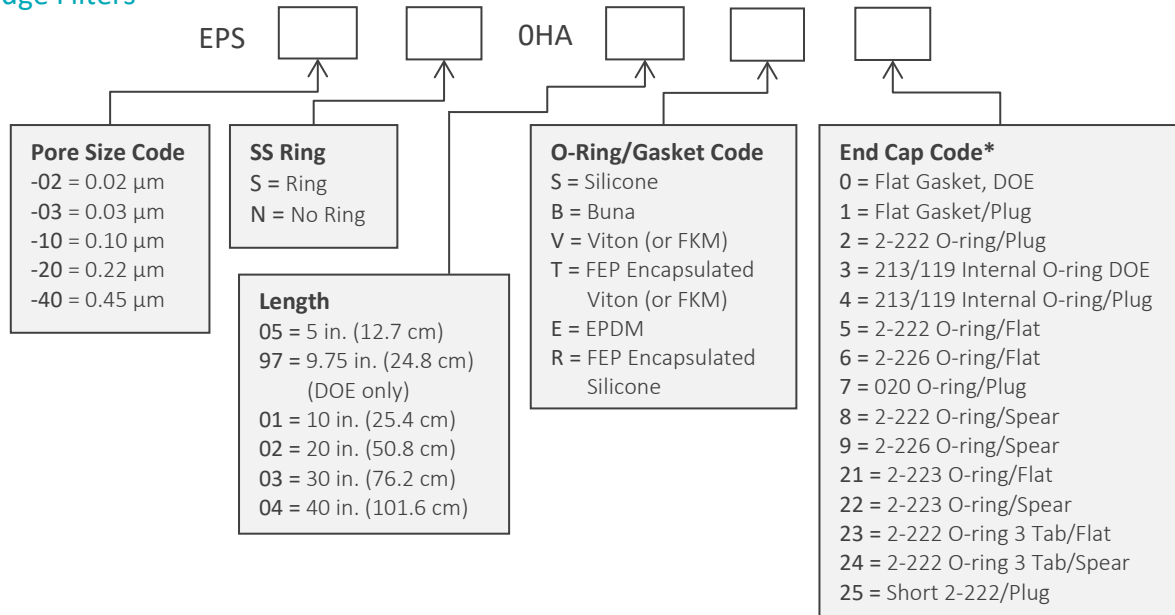 Filters
EPS
0HA
Pore Size Code
-02 = 0.02 µm
-03 = 0.03 µm
-10 = 0.10 µm
-20 = 0.22 µm
-40 = 0.45 µm
SS Ring
S = Ring
N = No Ring
Length
05 = 5 in. (12.7 cm)
97 = 9.75 in. (24.8 cm)
(DOE only)
01 = 10 in. (25.4 cm)
02 = 20 in. (50.8 cm)
03 = 30 in. (76.2 cm)
04 = 40 in. (101.6 cm)
O-Ring/Gasket Code
S = Silicone
B = Buna
V = Viton (or FKM)
T = FEP Encapsulated
Viton (or FKM)
E = EPDM
R = FEP Encapsulated
Silicone
End Cap Code*
0 = Flat Gasket, DOE
1 = Flat Gasket/Plug
2 = 2-222 O-ring/Plug
3 = 213/119 Internal O-ring DOE
4 = 213/119 Internal O-ring/Plug
5 = 2-222 O-ring/Flat
6 = 2-226 O-ring/Flat
7 = 020 O-ring/Plug
8 = 2-222 O-ring/Spear
9 = 2-226 O-ring/Spear
21 = 2-223 O-ring/Flat
22 = 2-223 O-ring/Spear
23 = 2-222 O-ring 3 Tab/Flat
24 = 2-222 O-ring 3 Tab/Spear
25 = Short 2-222/Plug